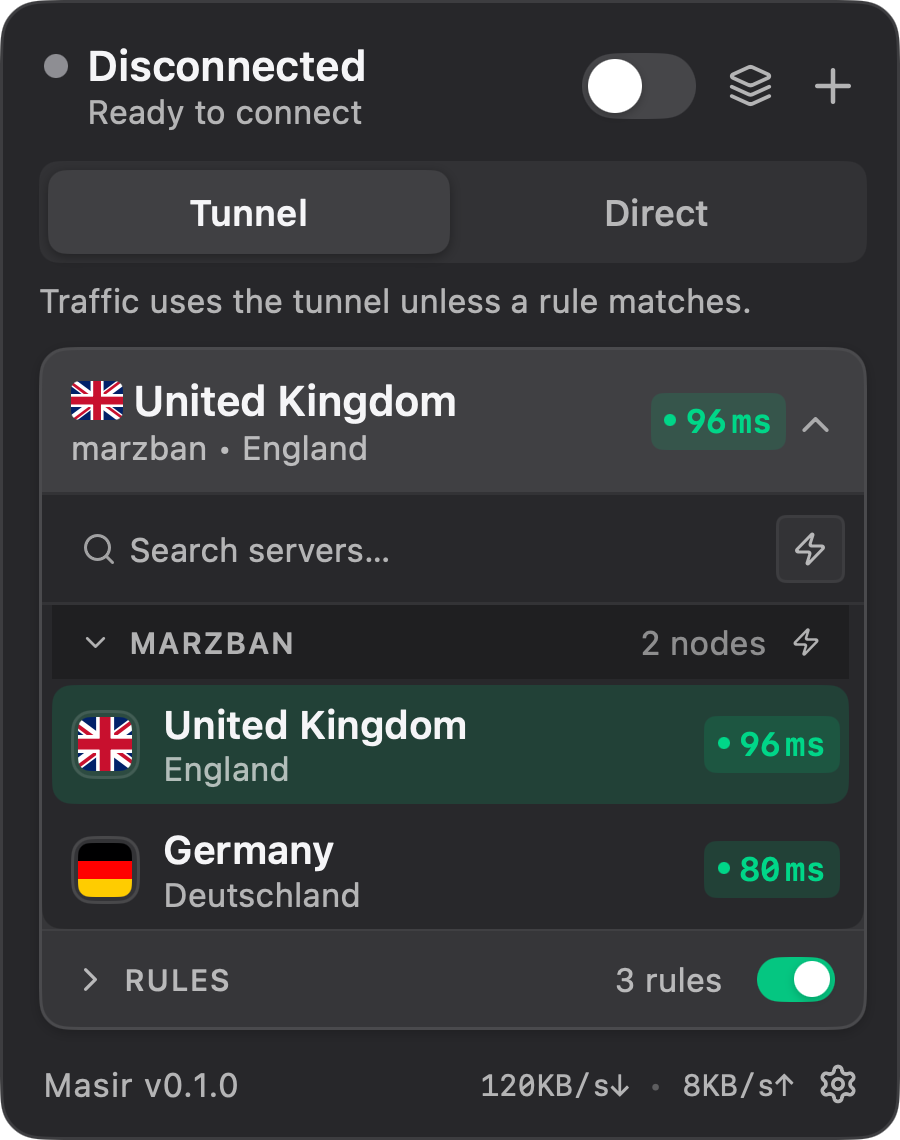 Disconnected
Ready to connect
Tunnel
Direct
Traffic uses the tunnel unless a rule matches.
United Kingdom
marzban • England
96ms
Search servers…
MARZBAN
2 nodes
United Kingdom
England
96ms
Germany
Deutschland
80ms
RULES
3 rules
Masir v0.1.0
120KB/s↓ • 8KB/s↑